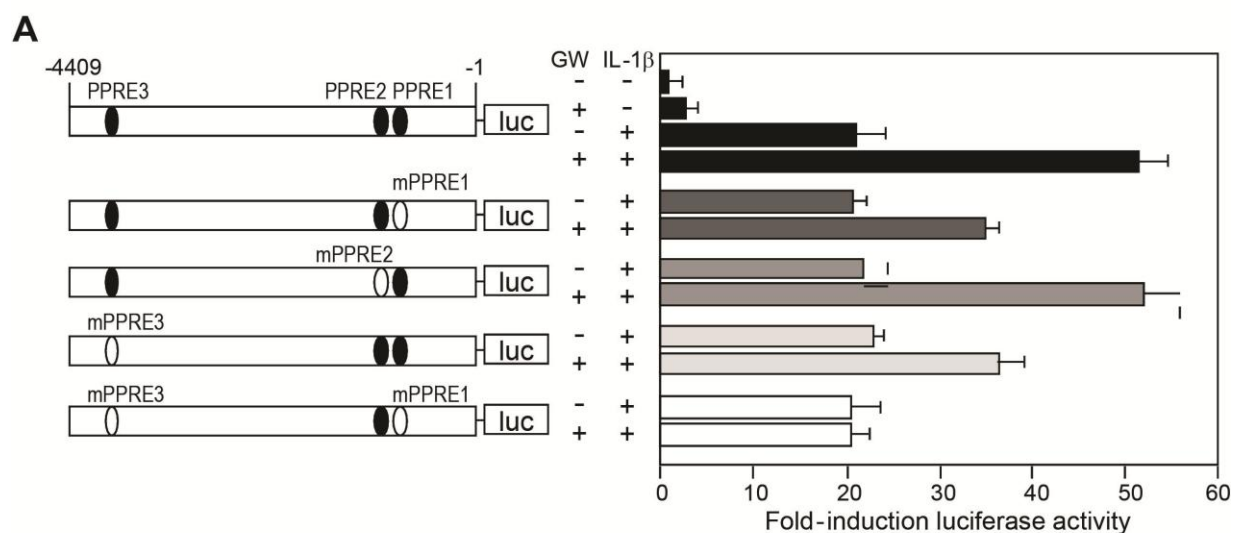 A
GW IL-1β
-4409 -1
PPRE3 PPRE2 PPRE1
luc
- -
+ -
- +
+ +
mPPRE1
luc
- +
+ +
mPPRE2
luc
- +
+ +
mPPRE3
luc
- +
+ +
mPPRE3 mPPRE1
luc
- +
+ +
0 10 20 30 40 50 60
Fold-induction luciferase activity